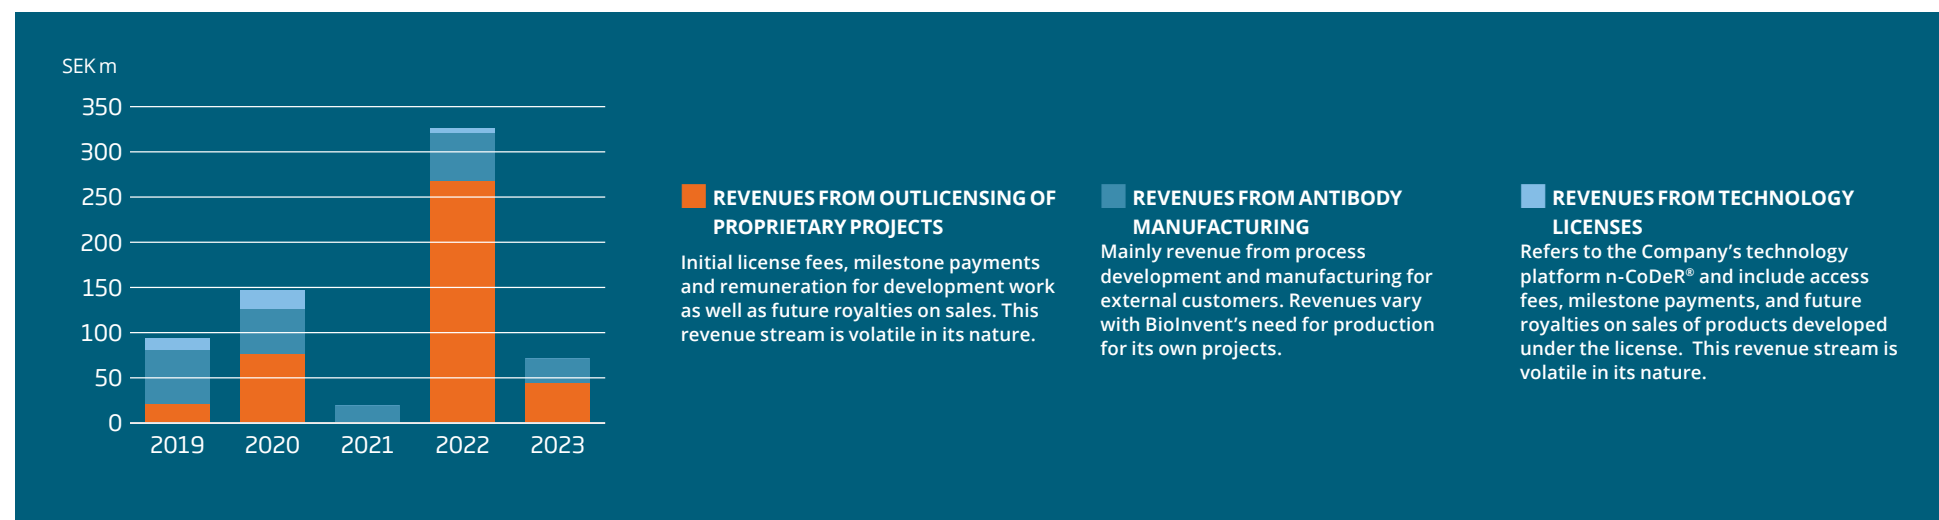 SEK m
350
300
250
200
150
100
50
0
2019 2020 2021 2022 2023
REVENUES FROM OUTLICENSING OF
PROPRIETARY PROJECTS
Initial license fees, milestone payments
and remuneration for development work
as well as future royalties on sales. This
revenue stream is volatile in its nature.
REVENUES FROM ANTIBODY
MANUFACTURING
Mainly revenue from process
development and manufacturing for
external customers. Revenues vary
with BioInvent’s need for production
for its own projects.
REVENUES FROM TECHNOLOGY
LICENSES
Refers to the Company’s technology
platform n-CoDeR® and include access
fees, milestone payments, and future
royalties on sales of products developed
under the license. This revenue stream is
volatile in its nature.